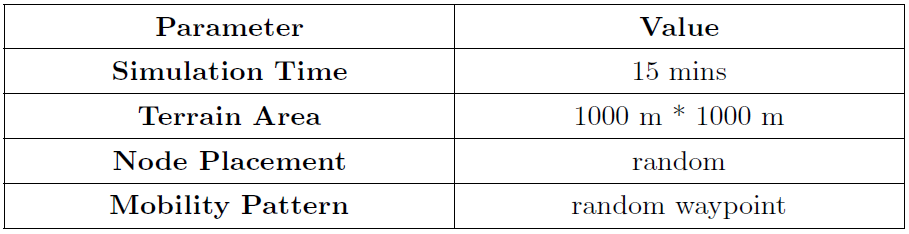 Parameter Value
Simulation Time 15 mins
Terrain Area 1000 m * 1000 m
Node Placement random
Mobility Pattern random waypoint